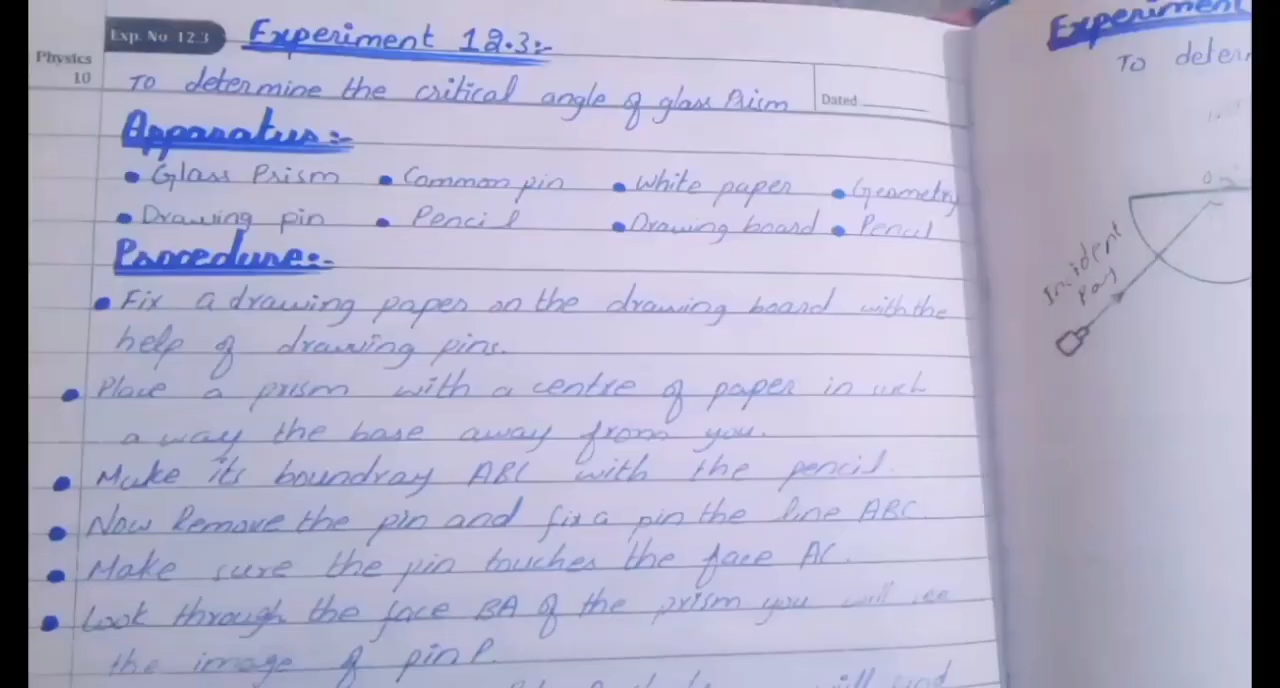 Exp. No 12.3
Experiment 12.3:-
Physics
10
To determine the critical angle of glass Prism
Dated
Apparatus:-
• Glass Prism • Common pin • White paper • Geometry
• Drawing pin • Pencil • Drawing board • Pencil
Procedure:-
• Fix a drawing paper on the drawing board with the
help of drawing pins.
• Place a prism with a centre of paper in such
a way the base away from you.
• Make its boundray ABC with the pencil.
• Now Remove the pin and fix a pin the line ABC
• Make sure the pin touches the face AC.
• Look through the face BA of the prism you will see
the image of pin P.
will find
Experiment
To deter
Incident
Ray